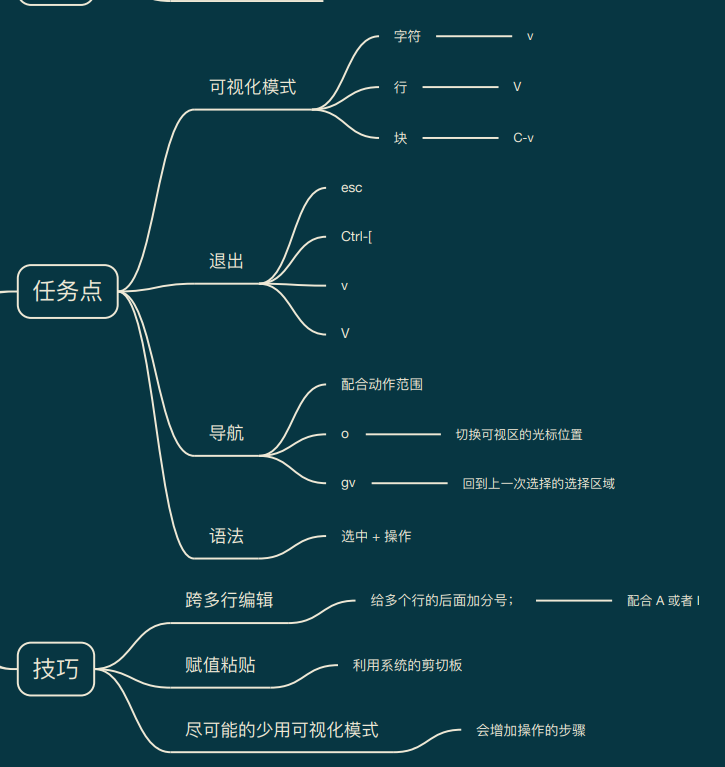 任务点
可视化模式
字符 v
行 V
块 C-v
退出
esc
Ctrl-[
v
V
导航
配合动作范围
o 切换可视区的光标位置
gv 回到上一次选择的选择区域
语法
选中 + 操作
技巧
跨多行编辑
给多个行的后面加分号； 配合 A 或者 I
赋值粘贴
利用系统的剪切板
尽可能的少用可视化模式
会增加操作的步骤